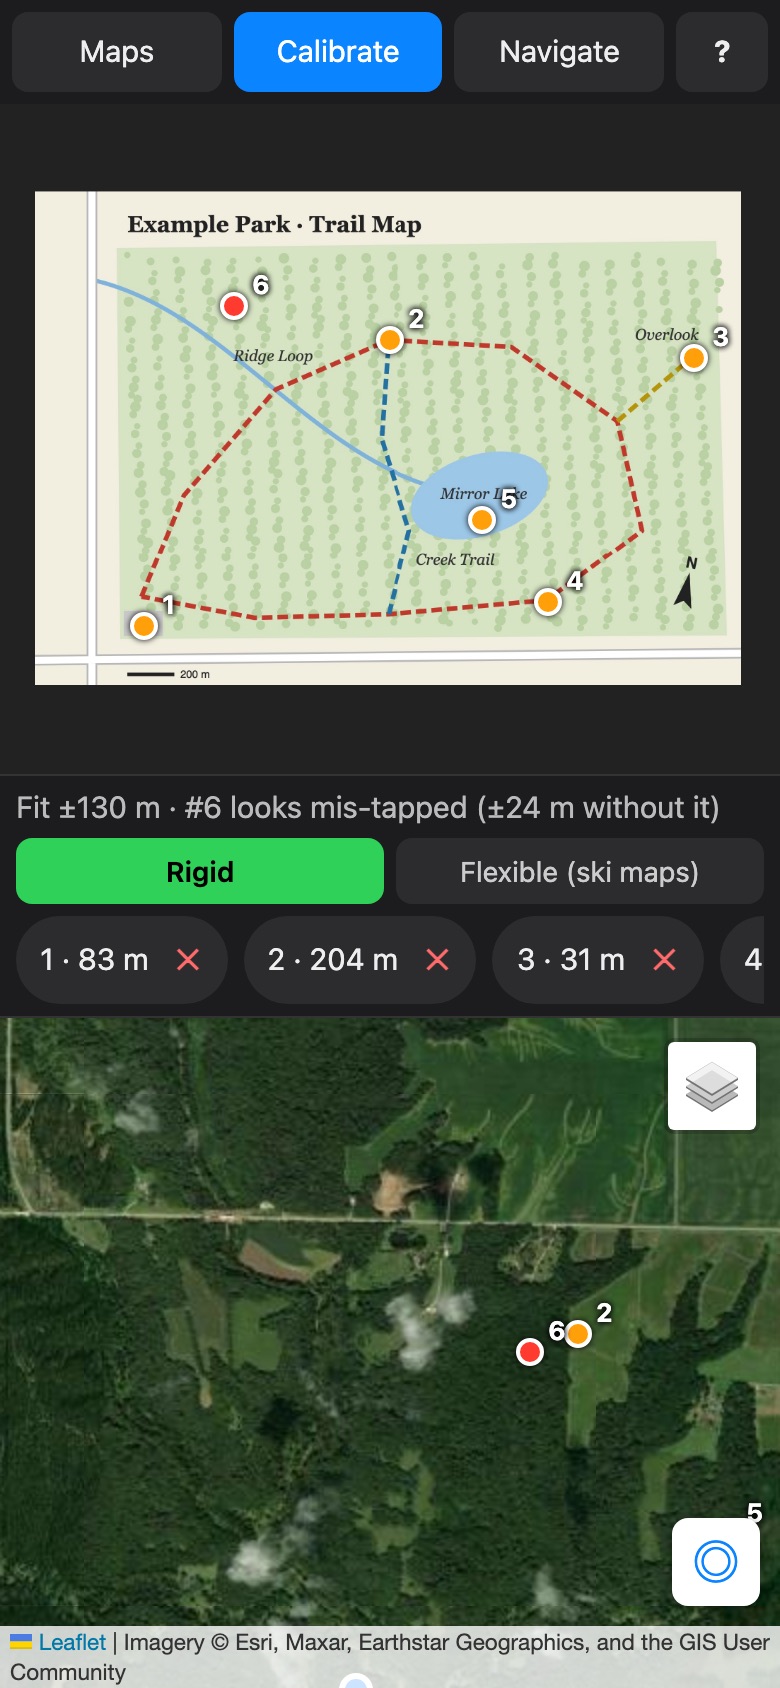 Maps
Calibrate
Navigate
?
Example Park · Trail Map
6
2
Ridge Loop
Overlook
3
Mirror Lake
5
Creek Trail
4
N
1
200 m
Fit ±130 m · #6 looks mis-tapped (±24 m without it)
Rigid
Flexible (ski maps)
1 · 83 m ×
2 · 204 m ×
3 · 31 m ×
4
2
6
5
Leaflet | Imagery © Esri, Maxar, Earthstar Geographics, and the GIS User
Community